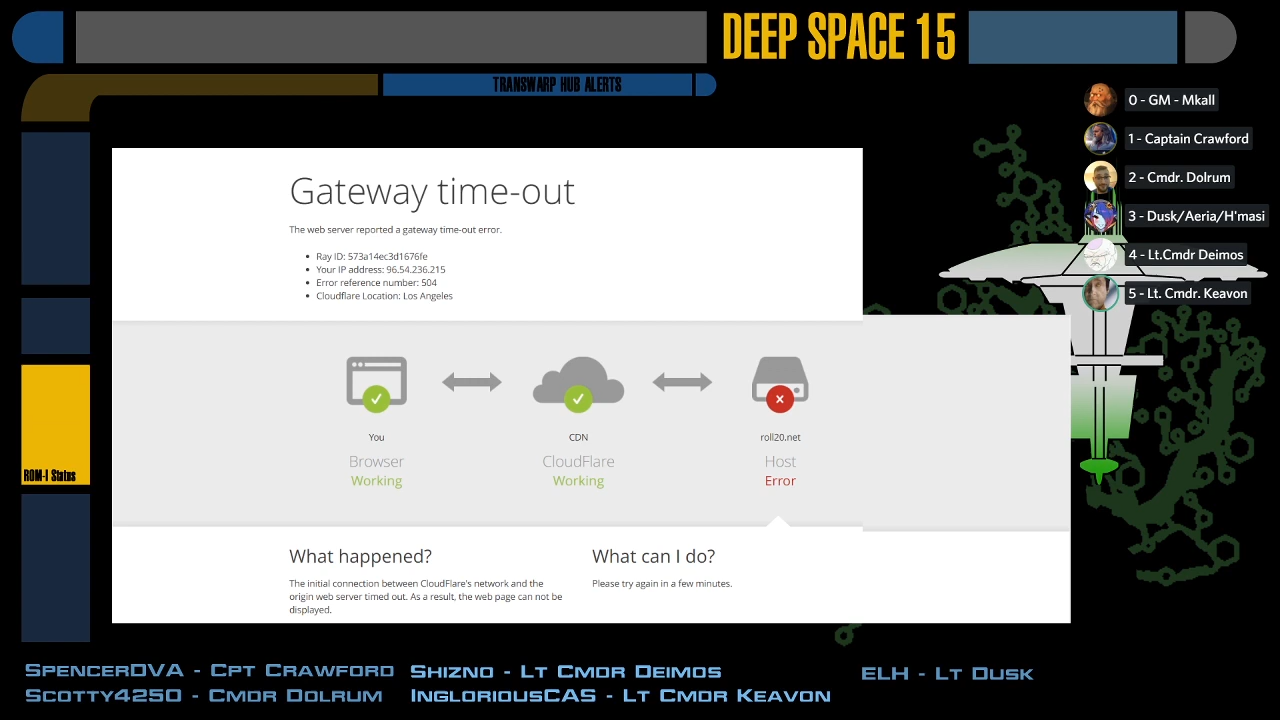 DEEP SPACE 15
TRANSWARP HUB ALERTS
0 - GM - Mkall
1 - Captain Crawford
2 - Cmdr. Dolrum
3 - Dusk/Aeria/H'masi
4 - Lt.Cmdr Deimos
5 - Lt. Cmdr. Keavon
Gateway time-out
The web server reported a gateway time-out error.
Ray ID: 573a14ec3d1676fe
Your IP address: 96.54.236.215
Error reference number: 504
Cloudflare Location: Los Angeles
You
CDN
roll20.net
Browser
CloudFlare
Host
Working
Working
Error
ROM-I Status
What happened?
What can I do?
The initial connection between CloudFlare's network and the
origin web server timed out. As a result, the web page can not be
displayed.
Please try again in a few minutes.
SpencerDVA - Cpt Crawford
Shizno - Lt Cmdr Deimos
ELH - Lt Dusk
Scotty4250 - Cmdr Dolrum
IngloriousCAS - Lt Cmdr Keavon